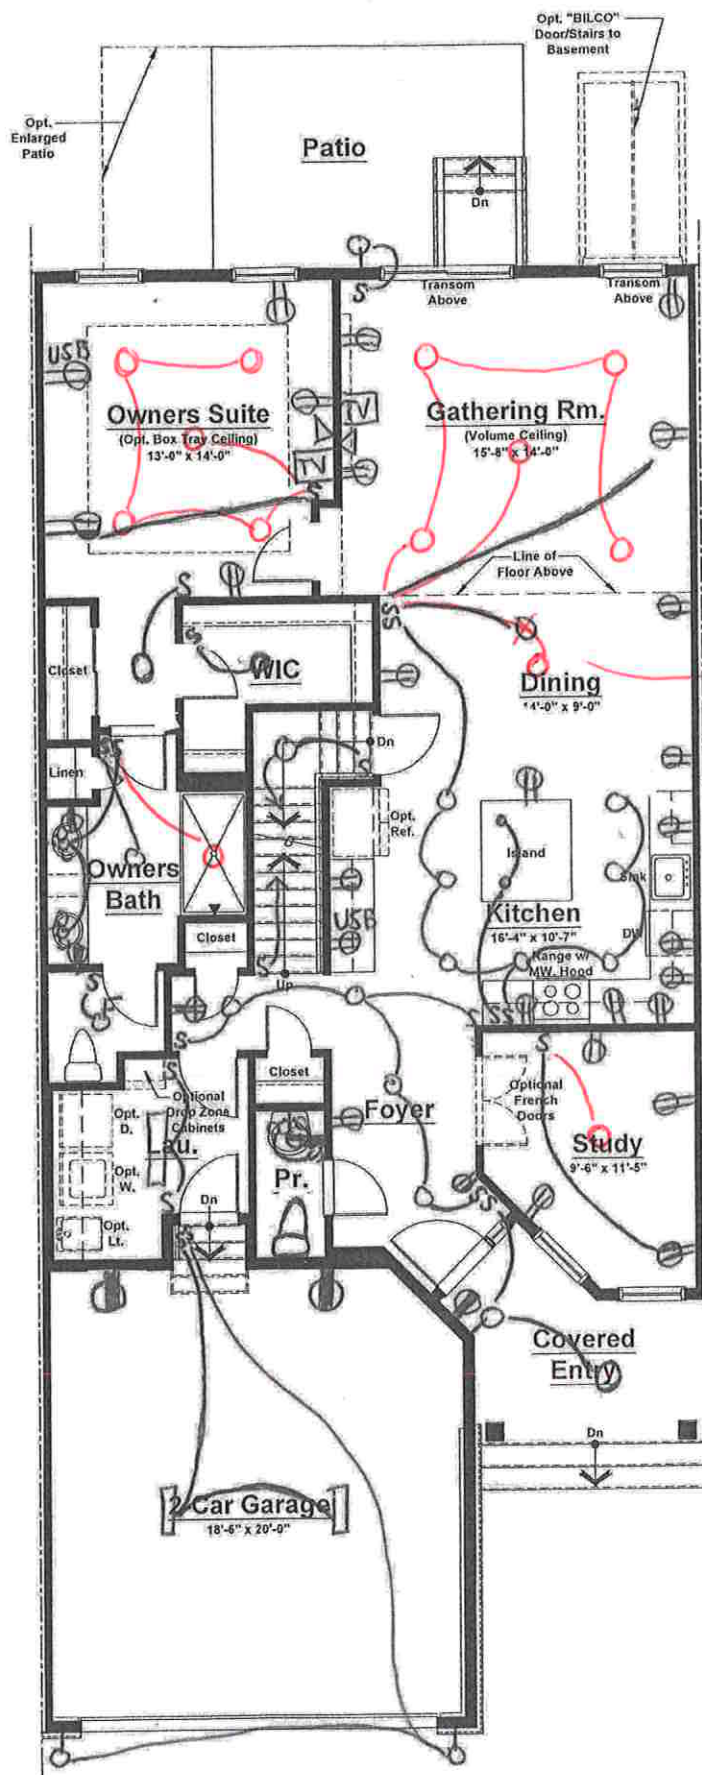 Opt. "BILCO"
Door/Stairs to
Basement
Opt.
Enlarged
Patio
Patio
Dn
Transom
Above
Transom
Above
S
USB
Owners Suite
(Opt. Box Tray Ceiling)
13'-0" x 14'-0"
TV
TV
S
Gathering Rm.
(Volume Ceiling)
15'-8" x 14'-0"
Line of
Floor Above
S
SS
Closet
S
WIC
Dining
14'-0" x 9'-0"
Dn
S
Linen
SS
Opt.
Ref.
Island
Sink
Owners
Bath
Kitchen
16'-4" x 10'-7"
DW
USB
Closet
Range w/
MW. Hood
S
Up
S
S
S
SS
S
Closet
Optional
Drop Zone
Cabinets
Opt.
D.
Lau.
Foyer
Optional
French
Doors
Study
9'-6" x 11'-5"
Opt.
W.
Pr.
S
S
Dn
SS
Opt.
Lt.
SS
Covered
Entry
Dn
2-Car Garage
18'-6" x 20'-0"